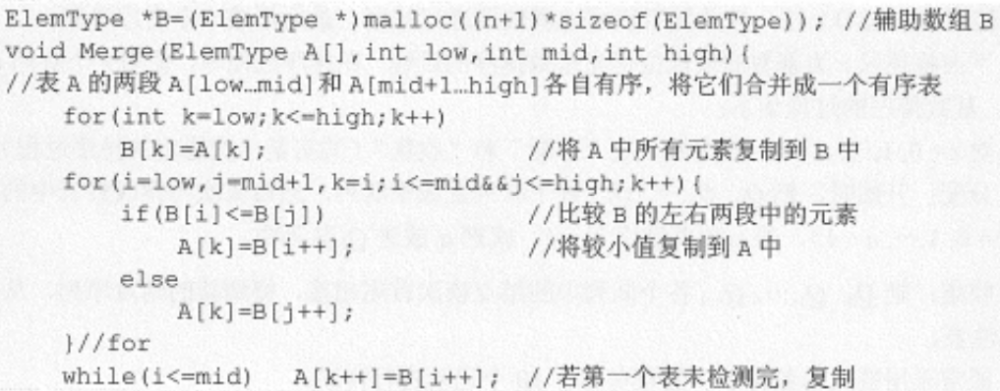 ElemType *B=(ElemType *)malloc((n+1)*sizeof(ElemType)); //辅助数组 B
void Merge(ElemType A[],int low,int mid,int high){
//表 A 的两段 A[low…mid]和 A[mid+1…high]各自有序，将它们合并成一个有序表
for(int k=low;k<=high;k++)
B[k]=A[k]; //将 A 中所有元素复制到 B 中
for(i=low,j=mid+1,k=i;i<=mid&&j<=high;k++){
if(B[i]<=B[j]) //比较 B 的左右两段中的元素
A[k]=B[i++]; //将较小值复制到 A 中
else
A[k]=B[j++];
}//for
while(i<=mid) A[k++]=B[i++]; //若第一个表未检测完，复制